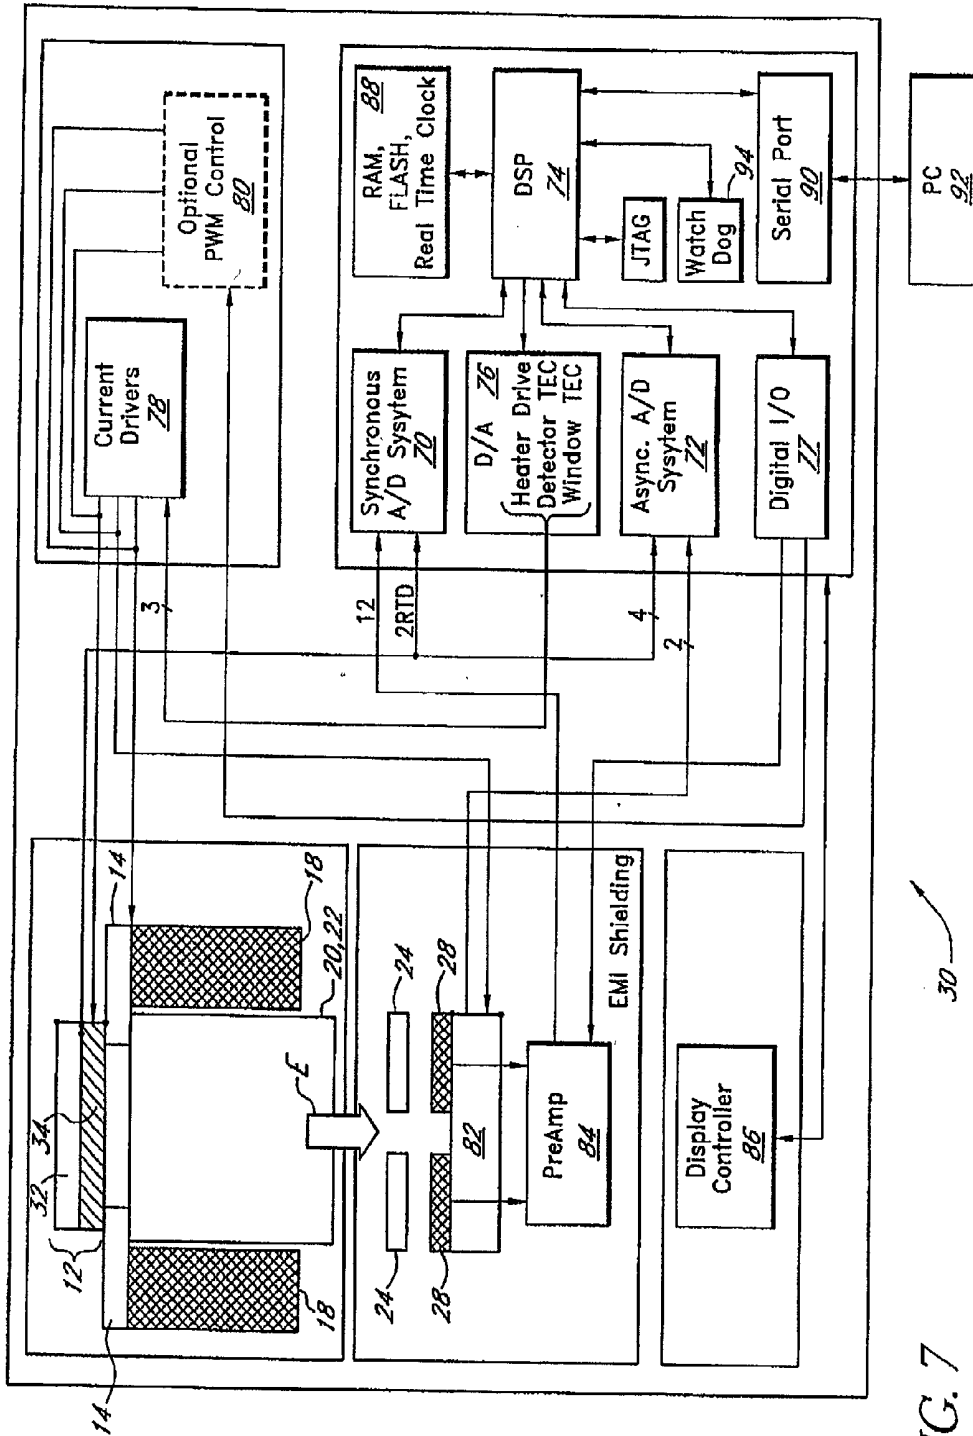 Optional
PWM Control
80
Current
Drivers
78
3
RAM,
FLASH,
Real Time Clock
88
DSP
74
JTAG
Watch
Dog
94
Serial Port
90
PC
92
Synchronous
A/D Sysytem
70
D/A 76
Heater Drive
Detector TEC
Window TEC
Async. A/D
Sysytem
72
Digital I/O
77
12
2RTD
4
2
32
34
12
14
14
18
18
20,22
E
24
24
28
28
82
PreAmp
84
EMI Shielding
Display
Controller
86
30
FIG. 7